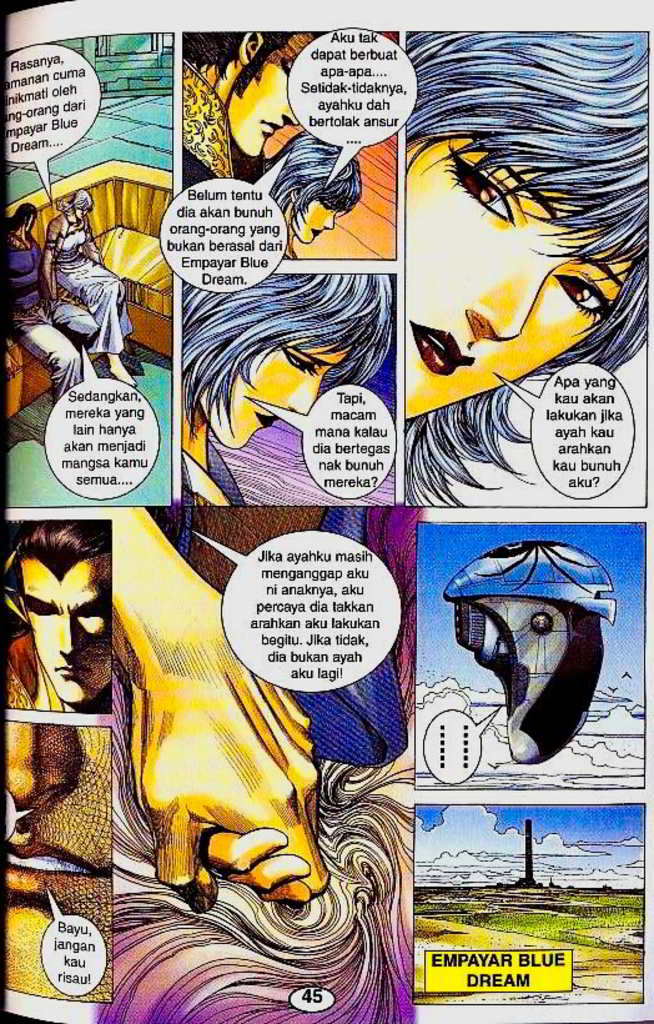 Rasanya,
amanan cuma
inikmati oleh
ng-orang dari
mpayar Blue
Dream....
Sedangkan,
mereka yang
lain hanya
akan menjadi
mangsa kamu
semua....
Aku tak
dapat berbuat
apa-apa....
Setidak-tidaknya,
ayahku dah
bertolak ansur
....
Belum tentu
dia akan bunuh
orang-orang yang
bukan berasal dari
Empayar Blue
Dream.
Tapi,
macam
mana kalau
dia bertegas
nak bunuh
mereka?
Apa yang
kau akan
lakukan jika
ayah kau
arahkan
kau bunuh
aku?
Jika ayahku masih
menganggap aku
ni anaknya, aku
percaya dia takkan
arahkan aku lakukan
begitu. Jika tidak,
dia bukan ayah
aku lagi!
Bayu,
jangan
kau
risau!
EMPAYAR BLUE
DREAM
45